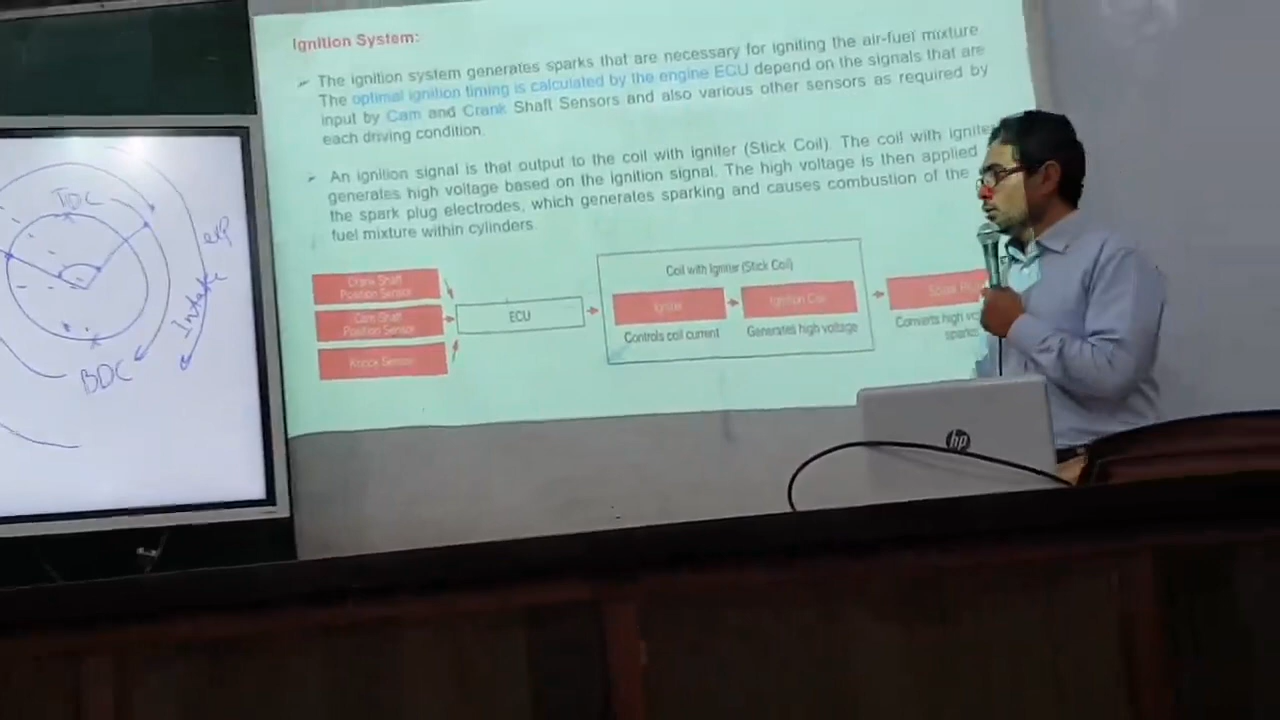 Ignition System:
The ignition system generates sparks that are necessary for igniting the air-fuel mixture
The optimal ignition timing is calculated by the engine ECU depend on the signals that are
input by Cam and Crank Shaft Sensors and also various other sensors as required by
each driving condition.
An ignition signal is that output to the coil with igniter (Stick Coil). The coil with igniter
generates high voltage based on the ignition signal. The high voltage is then applied
the spark plug electrodes, which generates sparking and causes combustion of the
fuel mixture within cylinders
Crank Shaft
Position Sensor
Cam Shaft
Position Sensor
Knock Sensor
ECU
Coil with Igniter (Stick Coil)
Igniter
Ignition Coil
Controls coil current
Generates high voltage
Spark Plug
Converts high
sparks
TDC
BDC
exp
Intake
hp